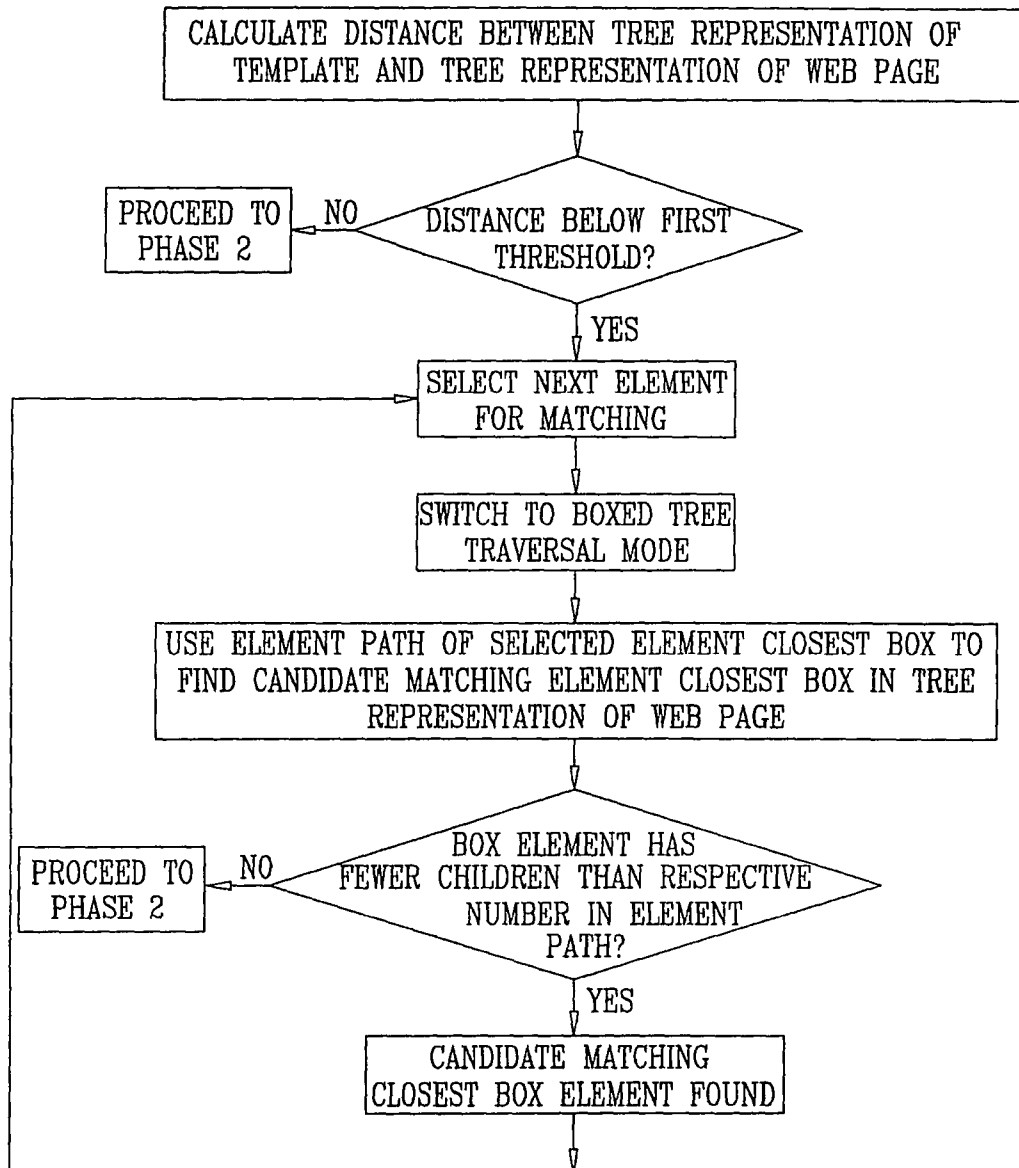 CALCULATE DISTANCE BETWEEN TREE REPRESENTATION OF
TEMPLATE AND TREE REPRESENTATION OF WEB PAGE
PROCEED TO
PHASE 2
NO
DISTANCE BELOW FIRST
THRESHOLD?
YES
SELECT NEXT ELEMENT
FOR MATCHING
SWITCH TO BOXED TREE
TRAVERSAL MODE
USE ELEMENT PATH OF SELECTED ELEMENT CLOSEST BOX TO
FIND CANDIDATE MATCHING ELEMENT CLOSEST BOX IN TREE
REPRESENTATION OF WEB PAGE
PROCEED TO
PHASE 2
NO
BOX ELEMENT HAS
FEWER CHILDREN THAN RESPECTIVE
NUMBER IN ELEMENT
PATH?
YES
CANDIDATE MATCHING
CLOSEST BOX ELEMENT FOUND